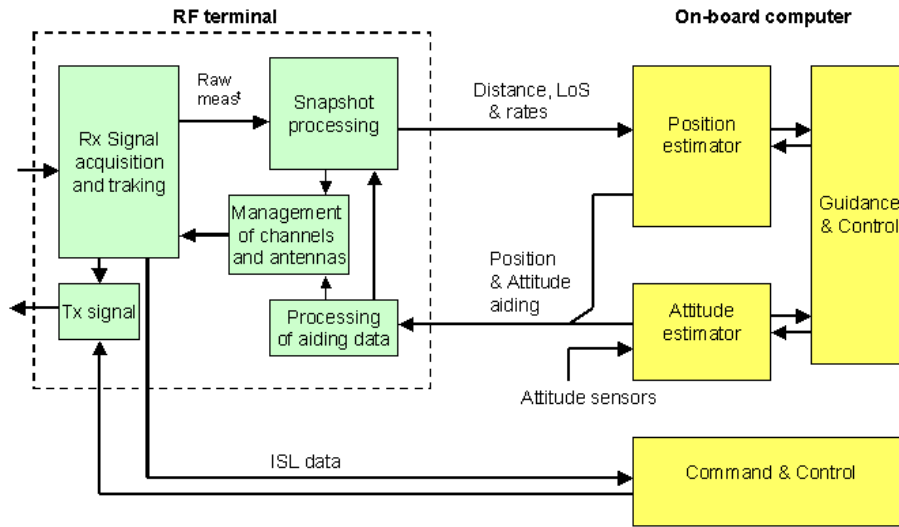 RF terminal
On-board computer
Raw
meas^t
Snapshot
processing
Distance, LoS
& rates
Position
estimator
Rx Signal
acquisition
and traking
Management
of channels
and antennas
Guidance
& Control
Position
& Attitude
aiding
Tx signal
Processing
of aiding data
Attitude
estimator
Attitude sensors
ISL data
Command & Control